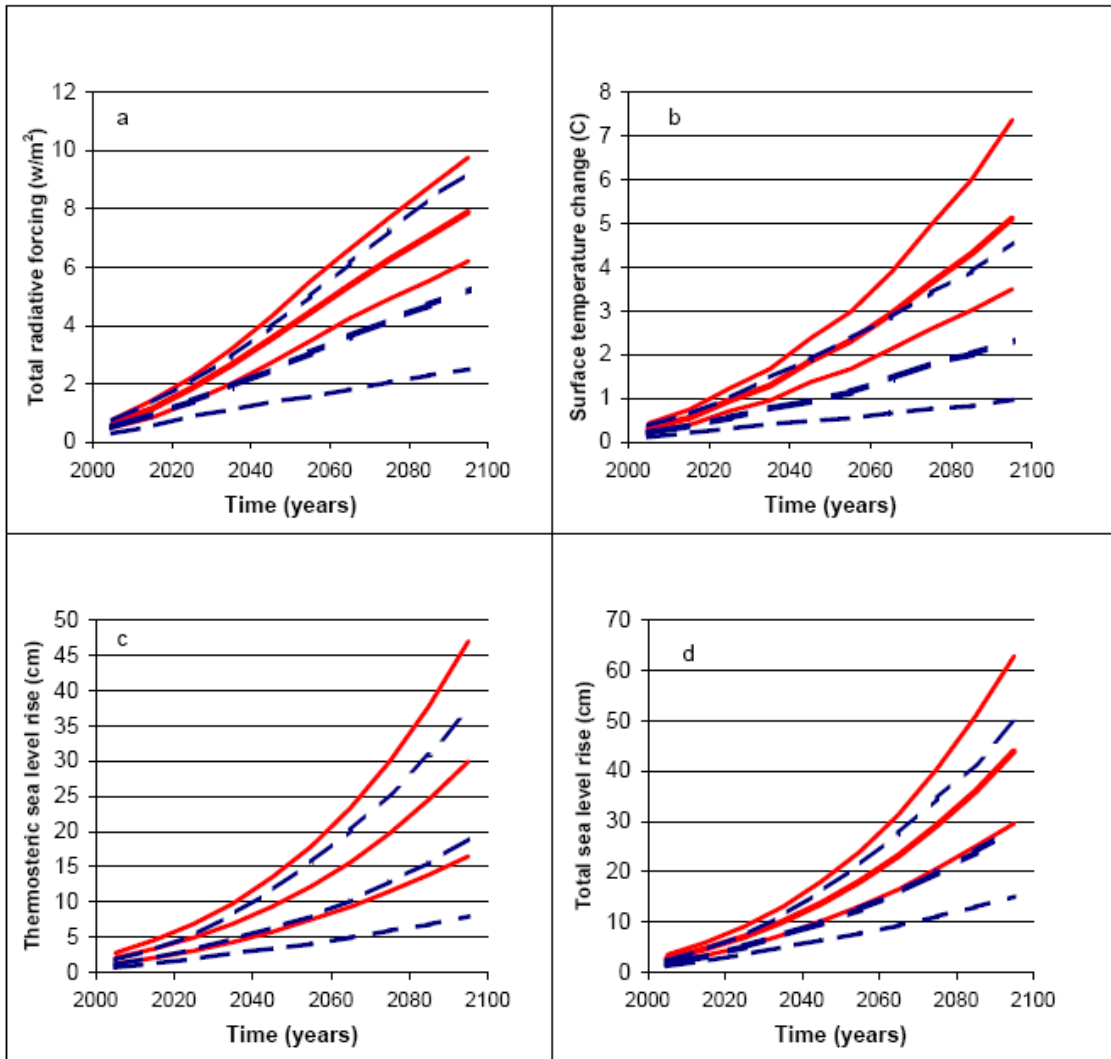 a
Total radiative forcing (w/m²)
12
10
8
6
4
2
0
2000 2020 2040 2060 2080 2100
Time (years)
b
Surface temperature change (C)
8
7
6
5
4
3
2
1
0
2000 2020 2040 2060 2080 2100
Time (years)
c
Thermosteric sea level rise (cm)
50
45
40
35
30
25
20
15
10
5
0
2000 2020 2040 2060 2080 2100
Time (years)
d
Total sea level rise (cm)
70
60
50
40
30
20
10
0
2000 2020 2040 2060 2080 2100
Time (years)